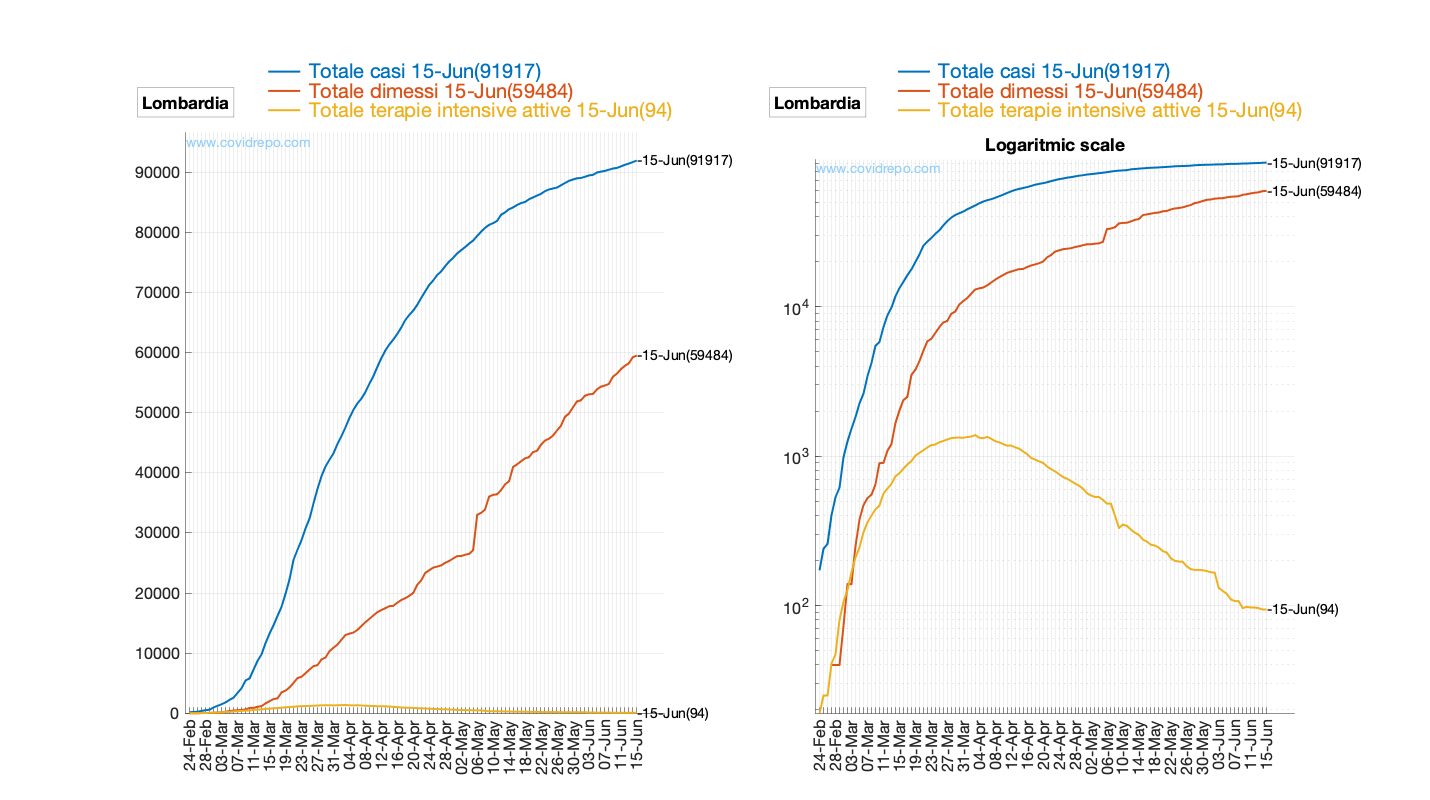 Totale casi 15-Jun(91917)
Totale dimessi 15-Jun(59484)
Totale terapie intensive attive 15-Jun(94)
Lombardia
www.covidrepo.com
90000
80000
70000
60000
50000
40000
30000
20000
10000
0
-15-Jun(91917)
-15-Jun(59484)
-15-Jun(94)
24-Feb
28-Feb
03-Mar
07-Mar
11-Mar
15-Mar
19-Mar
23-Mar
27-Mar
31-Mar
04-Apr
08-Apr
12-Apr
16-Apr
20-Apr
24-Apr
28-Apr
02-May
06-May
10-May
14-May
18-May
22-May
26-May
30-May
03-Jun
07-Jun
11-Jun
15-Jun
Totale casi 15-Jun(91917)
Totale dimessi 15-Jun(59484)
Totale terapie intensive attive 15-Jun(94)
Lombardia
Logaritmic scale
www.covidrepo.com
10⁴
10³
10²
-15-Jun(91917)
-15-Jun(59484)
-15-Jun(94)
24-Feb
28-Feb
03-Mar
07-Mar
11-Mar
15-Mar
19-Mar
23-Mar
27-Mar
31-Mar
04-Apr
08-Apr
12-Apr
16-Apr
20-Apr
24-Apr
28-Apr
02-May
06-May
10-May
14-May
18-May
22-May
26-May
30-May
03-Jun
07-Jun
11-Jun
15-Jun